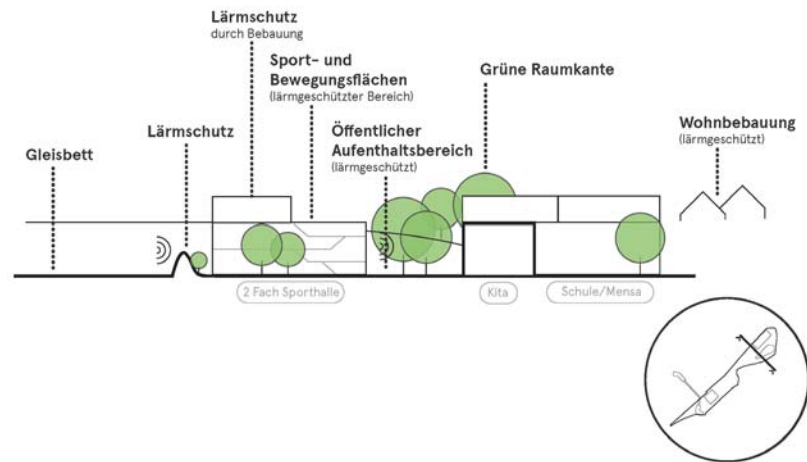 Lärmschutz
durch Bebauung
Sport- und
Bewegungsflächen
(lärmgeschützter Bereich)
Grüne Raumkante
Wohnbebauung
(lärmgeschützt)
Lärmschutz
Öffentlicher
Aufenthaltsbereich
(lärmgeschützt)
Gleisbett
2 Fach Sporthalle
Kita
Schule/Mensa